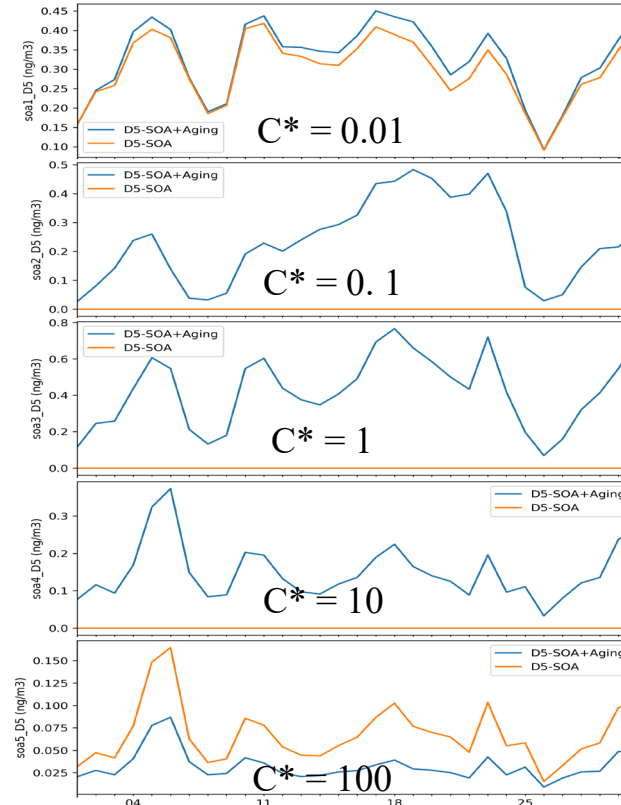 soa1_D5 (ng/m3)
0.45
0.40
0.35
0.30
0.25
0.20
0.15
0.10
D5-SOA+Aging
D5-SOA
C* = 0.01
soa2_D5 (ng/m3)
0.5
0.4
0.3
0.2
0.1
0.0
D5-SOA+Aging
D5-SOA
C* = 0. 1
soa3_D5 (ng/m3)
0.8
0.6
0.4
0.2
0.0
D5-SOA+Aging
D5-SOA
C* = 1
soa4_D5 (ng/m3)
0.3
0.2
0.1
0.0
D5-SOA+Aging
D5-SOA
C* = 10
soa5_D5 (ng/m3)
0.150
0.125
0.100
0.075
0.050
0.025
D5-SOA+Aging
D5-SOA
C* = 100
04
11
18
25